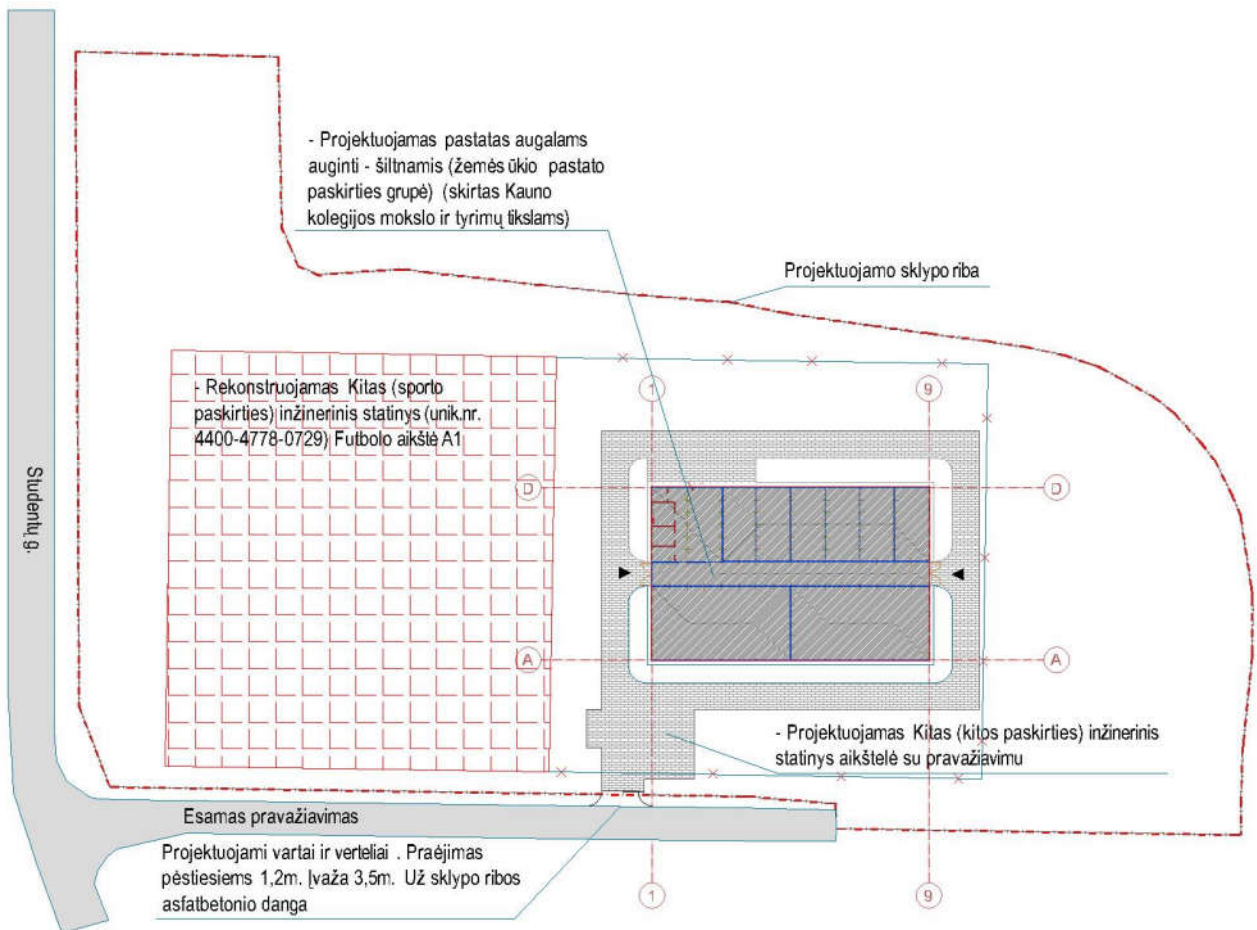 - Projektuojamas pastatas augalams
auginti - šiltnamis (žemės ūkio pastato
paskirties grupė) (skirtas Kauno
kolegijos mokslo ir tyrimų tikslams)
Projektuojamo sklypo riba
- Rekonstruojamas Kitas (sporto
paskirties) inžinerinis statinys (unik.nr.
4400-4778-0729) Futbolo aikštė A1
1
9
D
D
Studentų g.
A
A
- Projektuojamas Kitas (kitos paskirties) inžinerinis
statinys aikštelė su pravažiavimu
Esamas pravažiavimas
Projektuojami vartai ir verteliai . Praėjimas
pėstiesiems 1,2m. Įvaža 3,5m. Už sklypo ribos
asfatbetonio danga
1
9